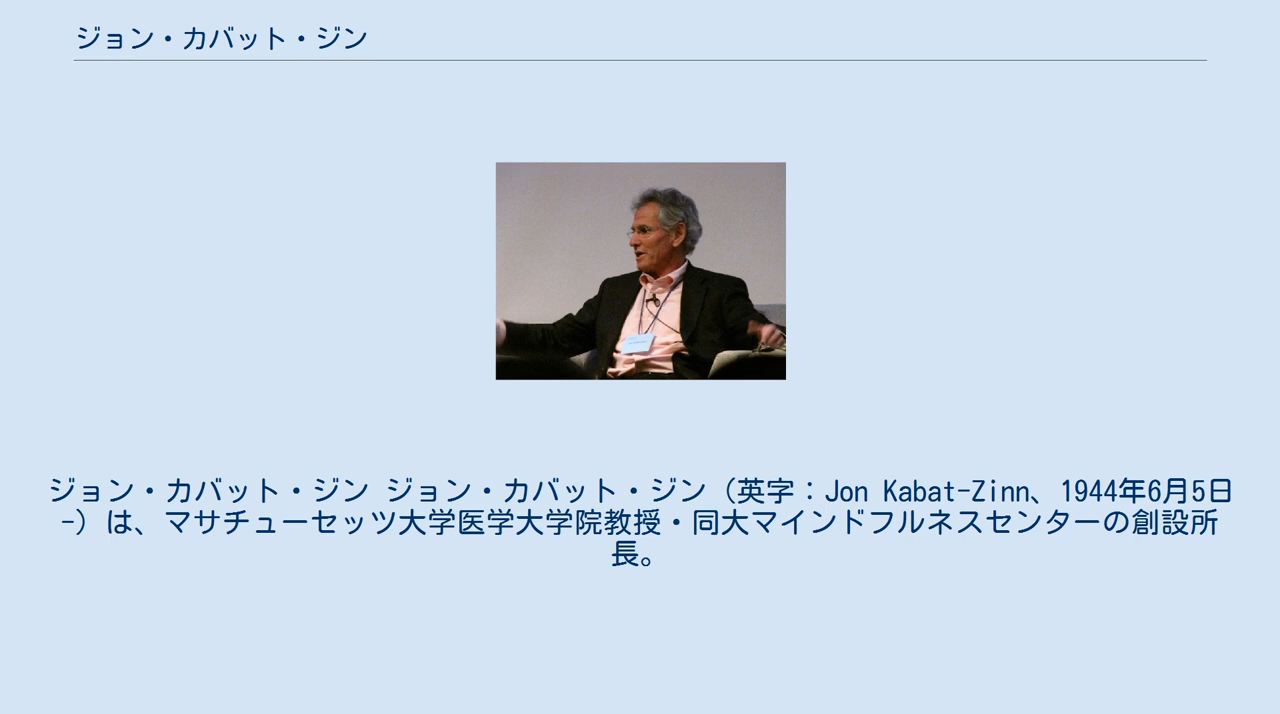 ジョン・カバット・ジン
ジョン・カバット・ジン ジョン・カバット・ジン（英字：Jon Kabat-Zinn、1944年6月5日
-）は、マサチューセッツ大学医学大学院教授・同大マインドフルネスセンターの創設所
長。